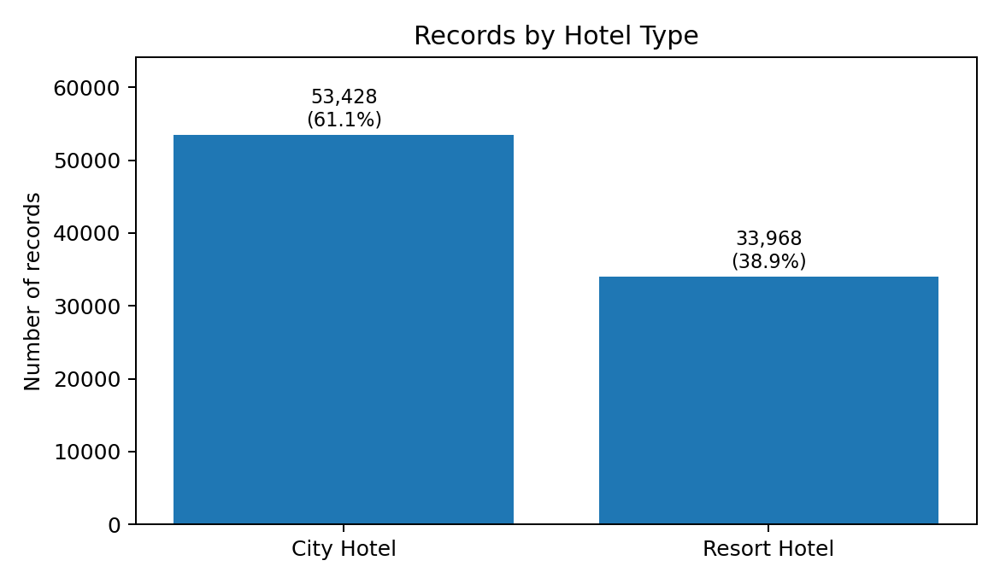 Records by Hotel Type
Number of records
60000
50000
40000
30000
20000
10000
0
53,428
(61.1%)
33,968
(38.9%)
City Hotel
Resort Hotel